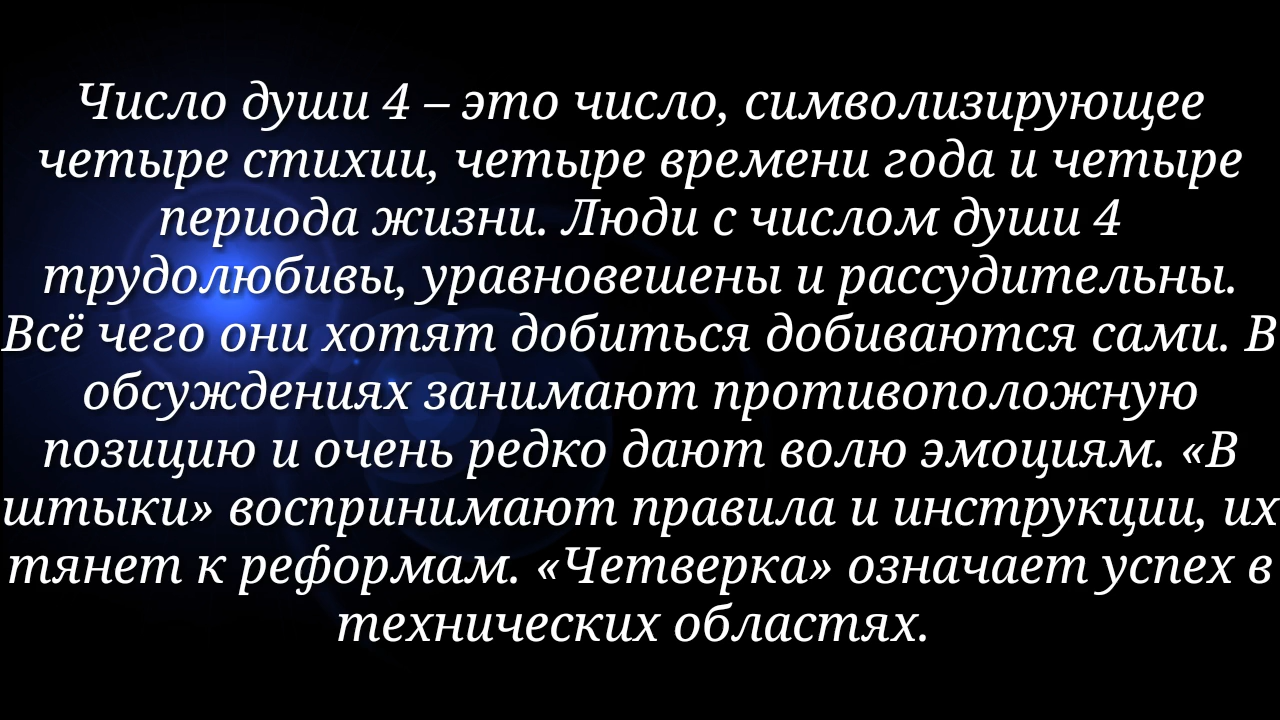 Число души 4 – это число, символизирующее
четыре стихии, четыре времени года и четыре
периода жизни. Люди с числом души 4
трудолюбивы, уравновешены и рассудительны.
Всё чего они хотят добиться добиваются сами. В
обсуждениях занимают противоположную
позицию и очень редко дают волю эмоциям. «В
штыки» воспринимают правила и инструкции, их
тянет к реформам. «Четверка» означает успех в
технических областях.